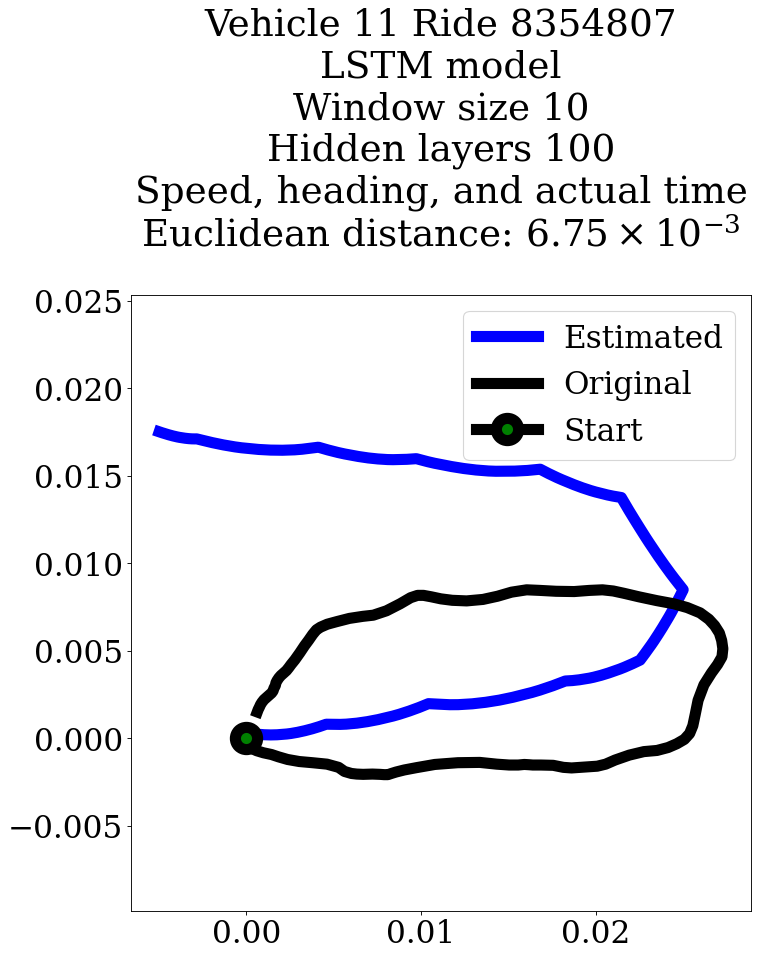 Vehicle 11 Ride 8354807
LSTM model
Window size 10
Hidden layers 100
Speed, heading, and actual time
Euclidean distance: 6.75 × 10⁻³
0.025
0.020
0.015
0.010
0.005
0.000
−0.005
Estimated
Original
Start
0.00 0.01 0.02